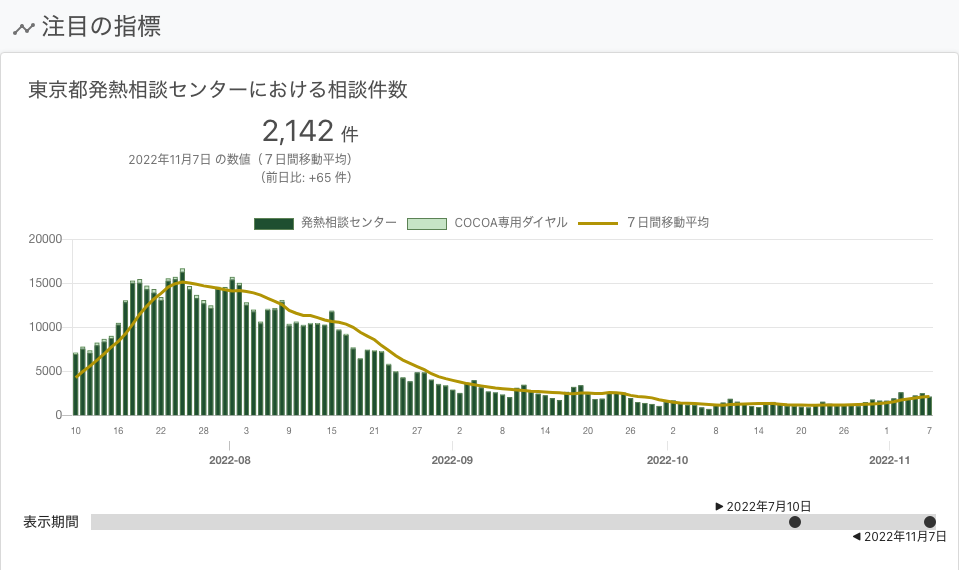 注目の指標
東京都発熱相談センターにおける相談件数
2,142 件
2022年11月7日 の数値（７日間移動平均）
（前日比: +65 件）
発熱相談センター COCOA専用ダイヤル ７日間移動平均
20000
15000
10000
5000
0
10 16 22 28 3 9 15 21 27 2 8 14 20 26 2 8 14 20 26 1 7
2022-08 2022-09 2022-10 2022-11
▶ 2022年7月10日
表示期間
◀ 2022年11月7日